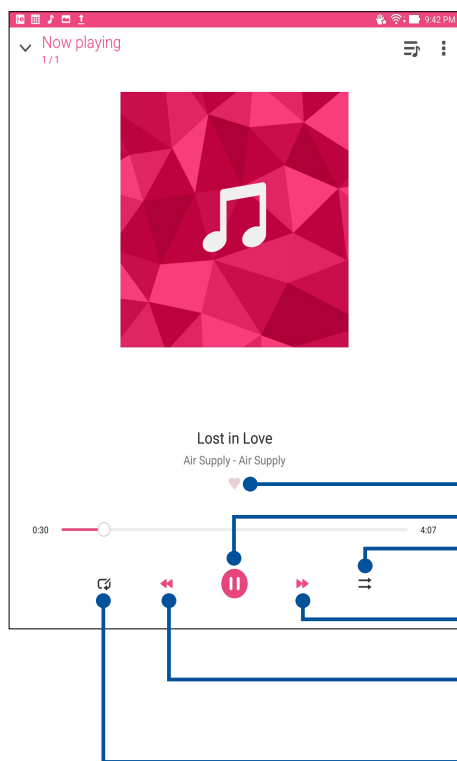 9:42 PM
Now playing
1 / 1
Lost in Love
Air Supply - Air Supply
0:30
4:07